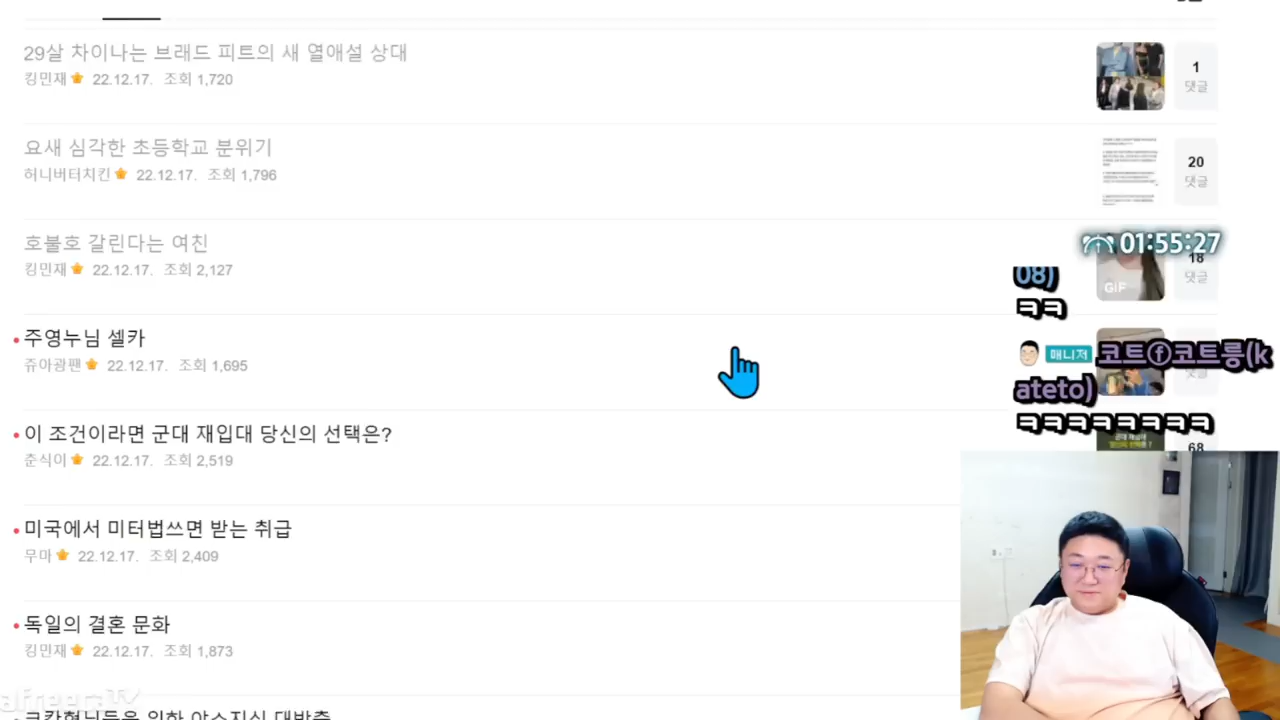 29살 차이나는 브래드 피트의 새 열애설 상대
킹민재 22.12.17. 조회 1,720
1
댓글
요새 심각한 초등학교 분위기
허니버터치킨 22.12.17. 조회 1,796
20
댓글
호불호 갈린다는 여친
킹민재 22.12.17. 조회 2,127
01:55:27
18
댓글
GIF
08)
ㅋㅋ
주영누님 셀카
쥬아광팬 22.12.17. 조회 1,695
매니저 코트ⓕ코트릉(k
ateto)
댓글
ㅋㅋㅋㅋㅋㅋㅋㅋ
이 조건이라면 군대 재입대 당신의 선택은?
춘식이 22.12.17. 조회 2,519
68
미국에서 미터법쓰면 받는 취급
무마 22.12.17. 조회 2,409
독일의 결혼 문화
킹민재 22.12.17. 조회 1,873
afreecaTV